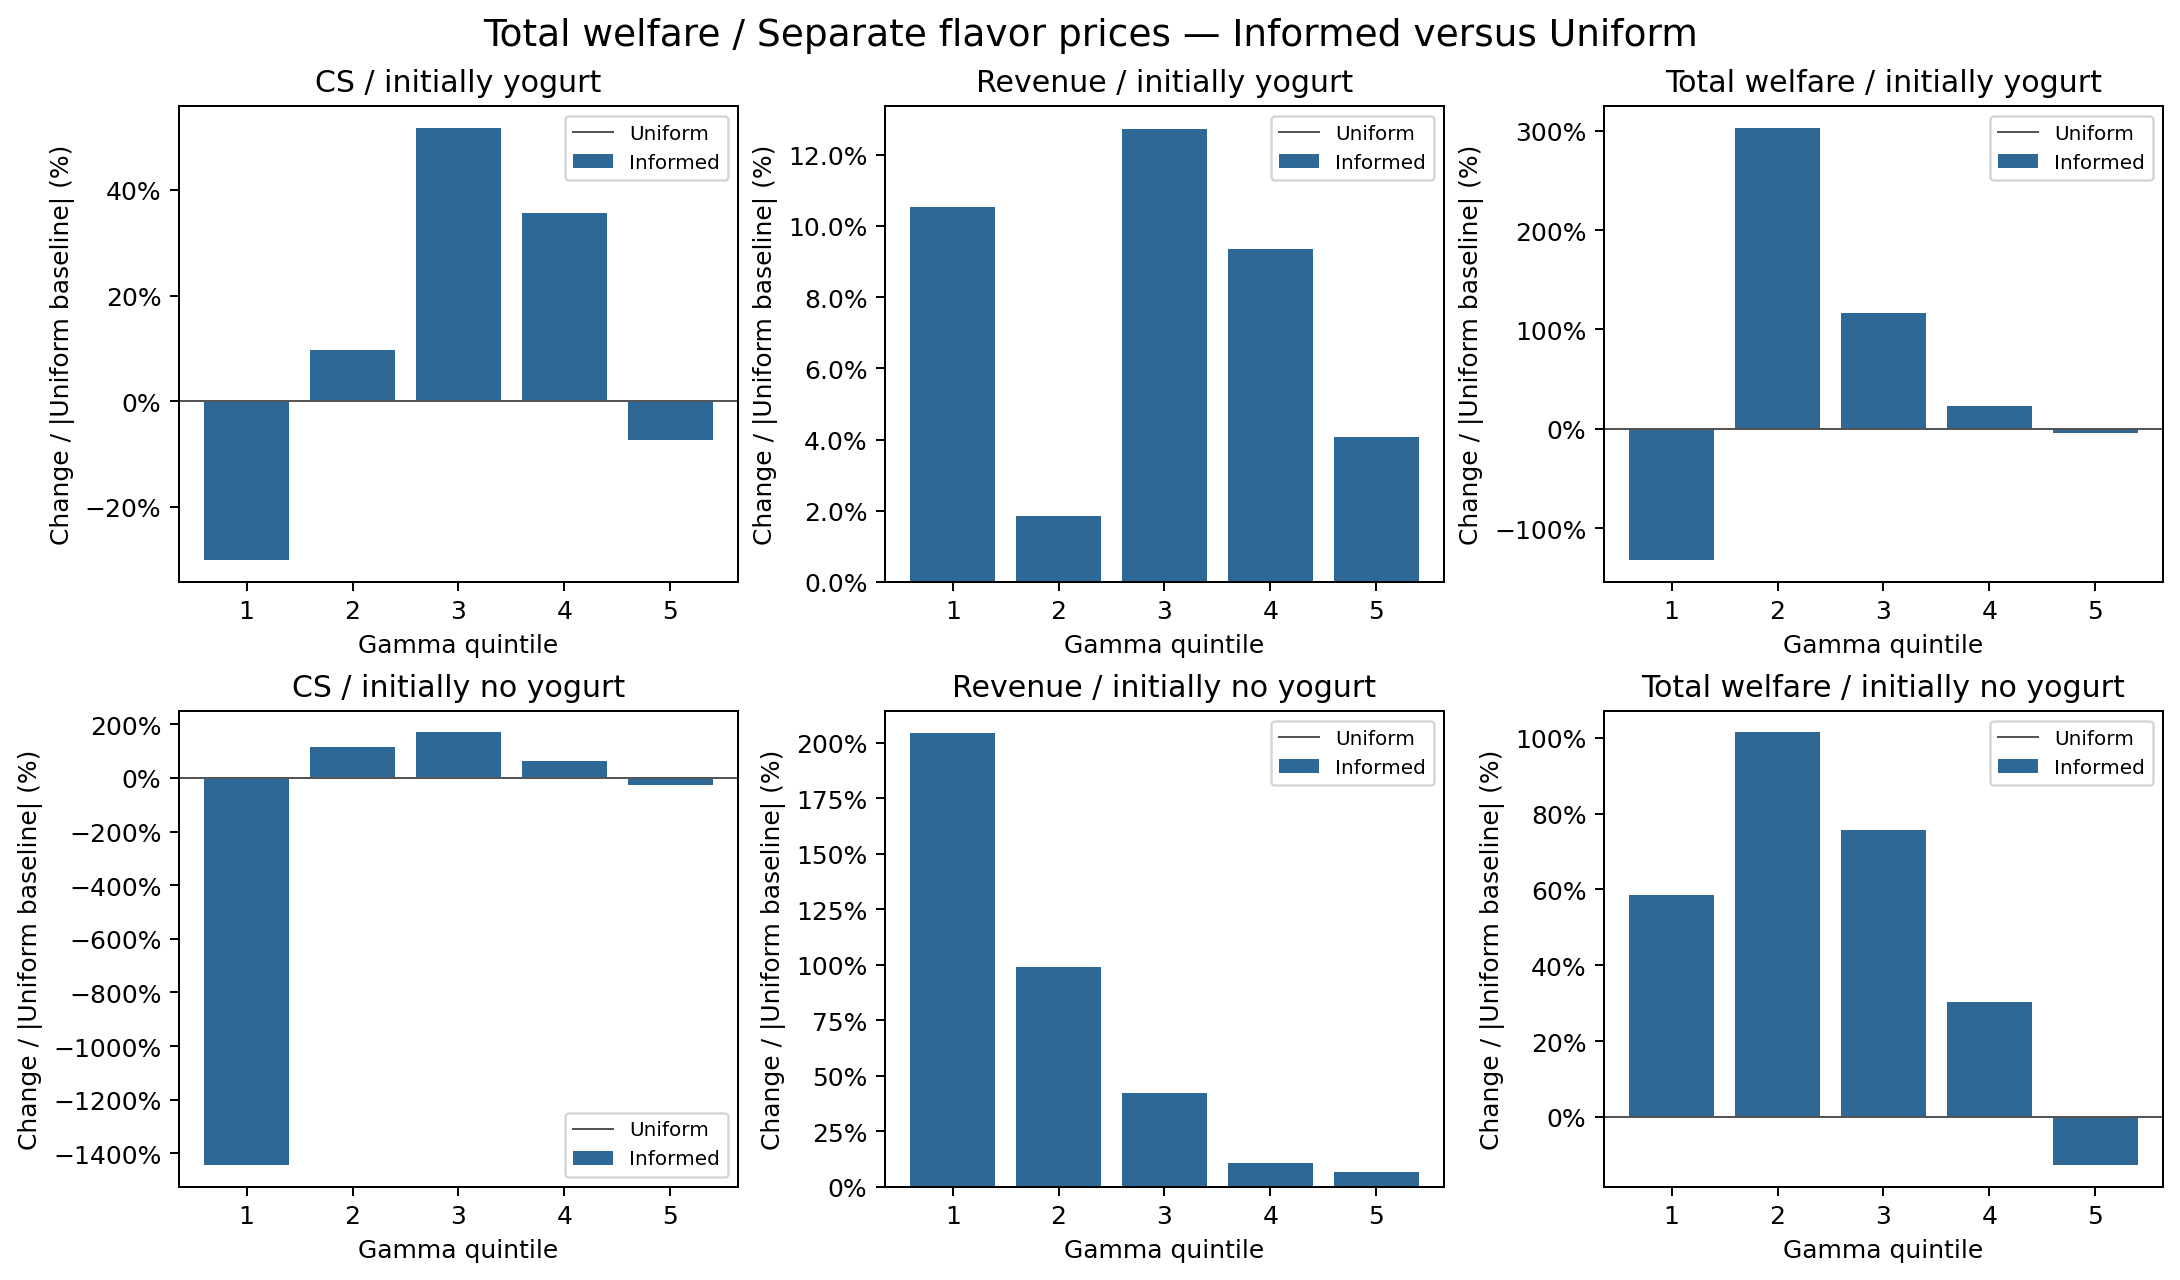 Total welfare / Separate flavor prices — Informed versus Uniform
CS / initially yogurt
Change / |Uniform baseline| (%)
40%
20%
0%
−20%
Uniform
Informed
1 2 3 4 5
Gamma quintile
Revenue / initially yogurt
Change / |Uniform baseline| (%)
12.0%
10.0%
8.0%
6.0%
4.0%
2.0%
0.0%
Uniform
Informed
1 2 3 4 5
Gamma quintile
Total welfare / initially yogurt
Change / |Uniform baseline| (%)
300%
200%
100%
0%
−100%
Uniform
Informed
1 2 3 4 5
Gamma quintile
CS / initially no yogurt
Change / |Uniform baseline| (%)
200%
0%
−200%
−400%
−600%
−800%
−1000%
−1200%
−1400%
Uniform
Informed
1 2 3 4 5
Gamma quintile
Revenue / initially no yogurt
Change / |Uniform baseline| (%)
200%
175%
150%
125%
100%
75%
50%
25%
0%
Uniform
Informed
1 2 3 4 5
Gamma quintile
Total welfare / initially no yogurt
Change / |Uniform baseline| (%)
100%
80%
60%
40%
20%
0%
Uniform
Informed
1 2 3 4 5
Gamma quintile